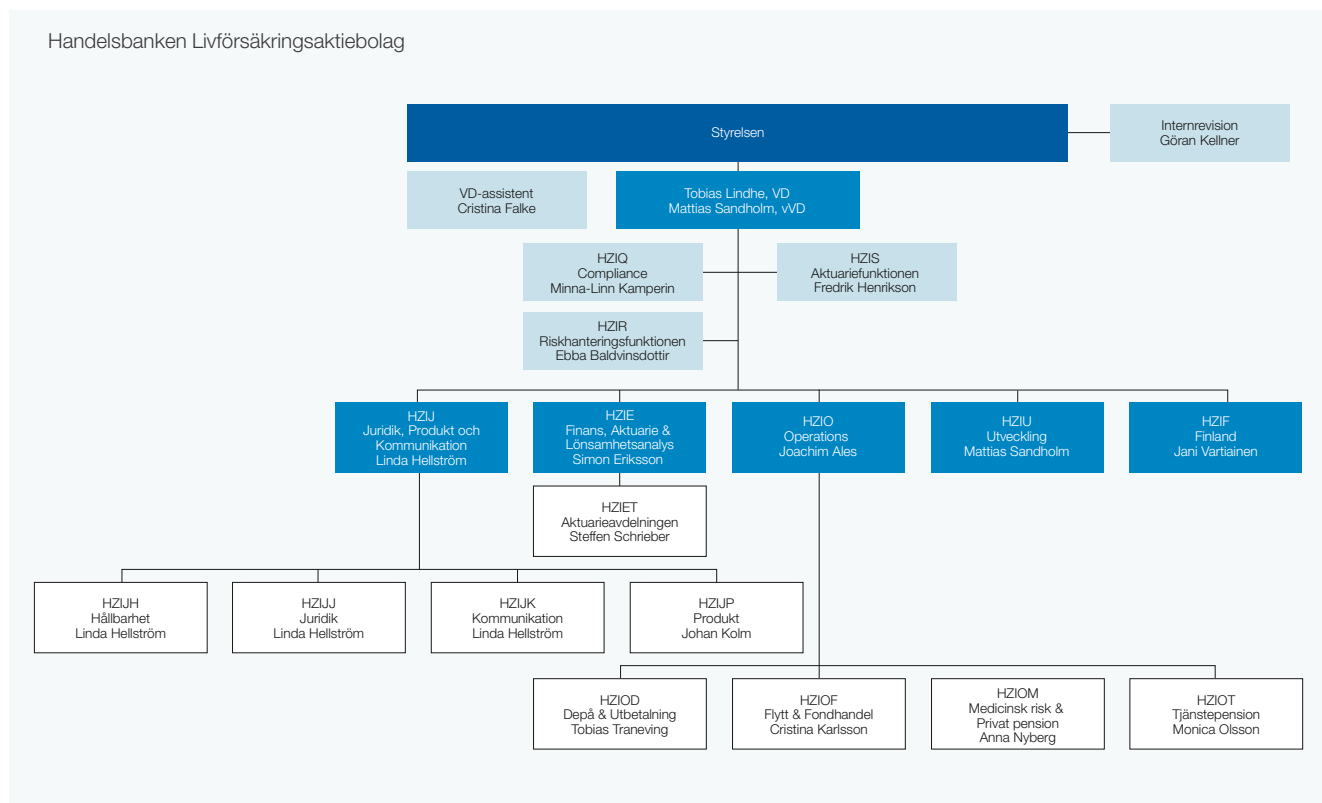 Handelsbanken Livförsäkringsaktiebolag
Styrelsen
Internrevision
Göran Kellner
VD-assistent
Cristina Falke
Tobias Lindhe, VD
Mattias Sandholm, vVD
HZIQ
Compliance
Minna-Linn Kamperin
HZIS
Aktuariefunktionen
Fredrik Henrikson
HZIR
Riskhanteringsfunktionen
Ebba Baldvinsdottir
HZIJ
Juridik, Produkt och
Kommunikation
Linda Hellström
HZIE
Finans, Aktuarie &
Lönsamhetsanalys
Simon Eriksson
HZIO
Operations
Joachim Ales
HZIU
Utveckling
Mattias Sandholm
HZIF
Finland
Jani Vartiainen
HZIET
Aktuarieavdelningen
Steffen Schrieber
HZIJH
Hållbarhet
Linda Hellström
HZIJJ
Juridik
Linda Hellström
HZIJK
Kommunikation
Linda Hellström
HZIJP
Produkt
Johan Kolm
HZIOD
Depå & Utbetalning
Tobias Traneving
HZIOF
Flytt & Fondhandel
Cristina Karlsson
HZIOM
Medicinsk risk &
Privat pension
Anna Nyberg
HZIOT
Tjänstepension
Monica Olsson